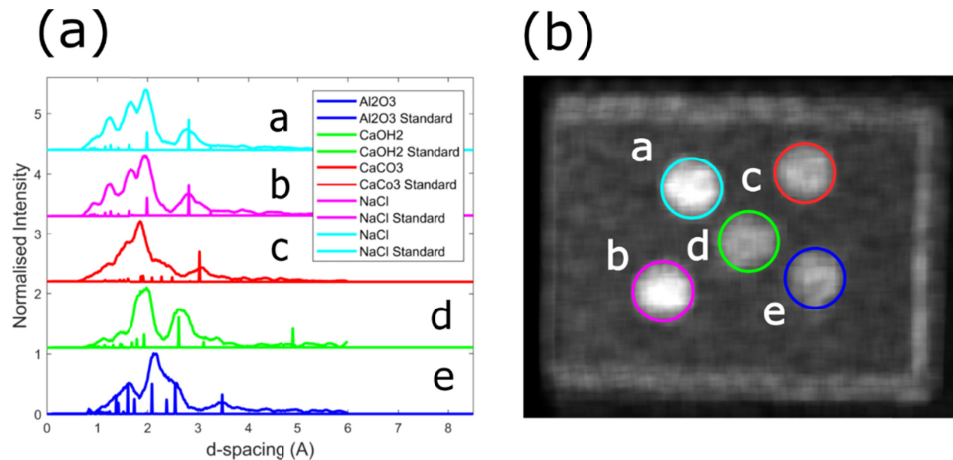 (a)
(b)
Normalised Intensity
5
4
3
2
1
0
0 1 2 3 4 5 6 7 8
d-spacing (A)
a
b
c
d
e
Al2O3
Al2O3 Standard
CaOH2
CaOH2 Standard
CaCO3
CaCo3 Standard
NaCl
NaCl Standard
NaCl
NaCl Standard
a
c
d
b
e